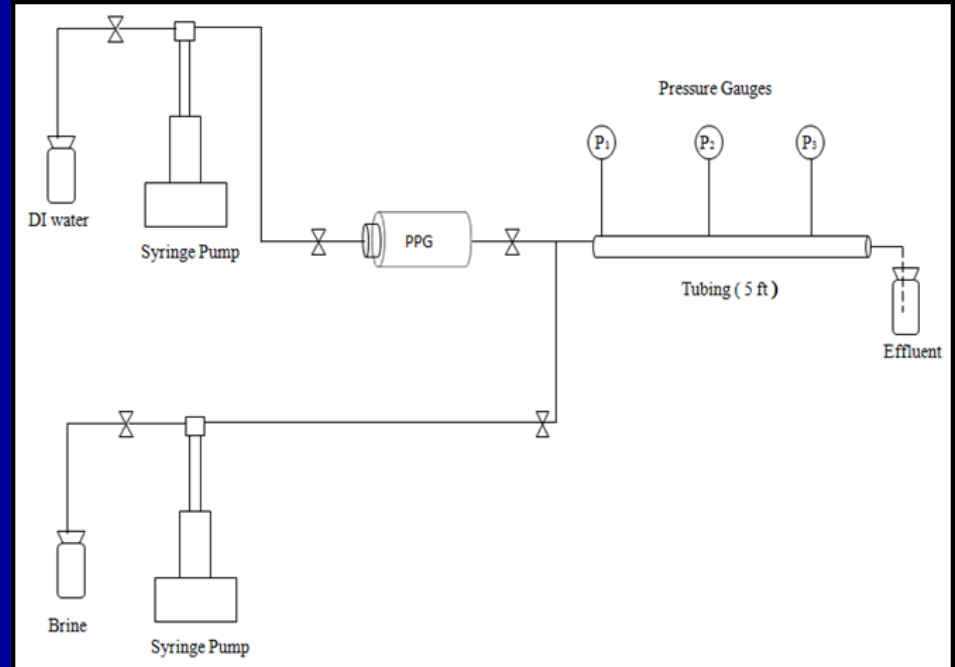 Pressure Gauges
P1
P2
P3
DI water
Syringe Pump
PPG
Tubing ( 5 ft )
Effluent
Brine
Syringe Pump